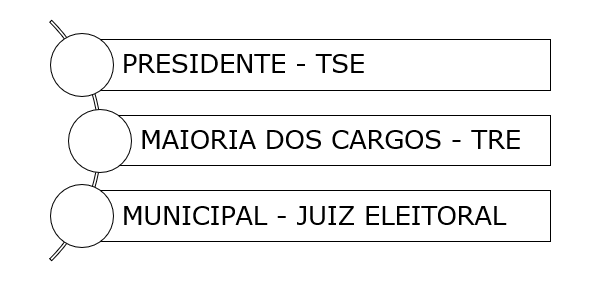 PRESIDENTE - TSE
MAIORIA DOS CARGOS - TRE
MUNICIPAL - JUIZ ELEITORAL